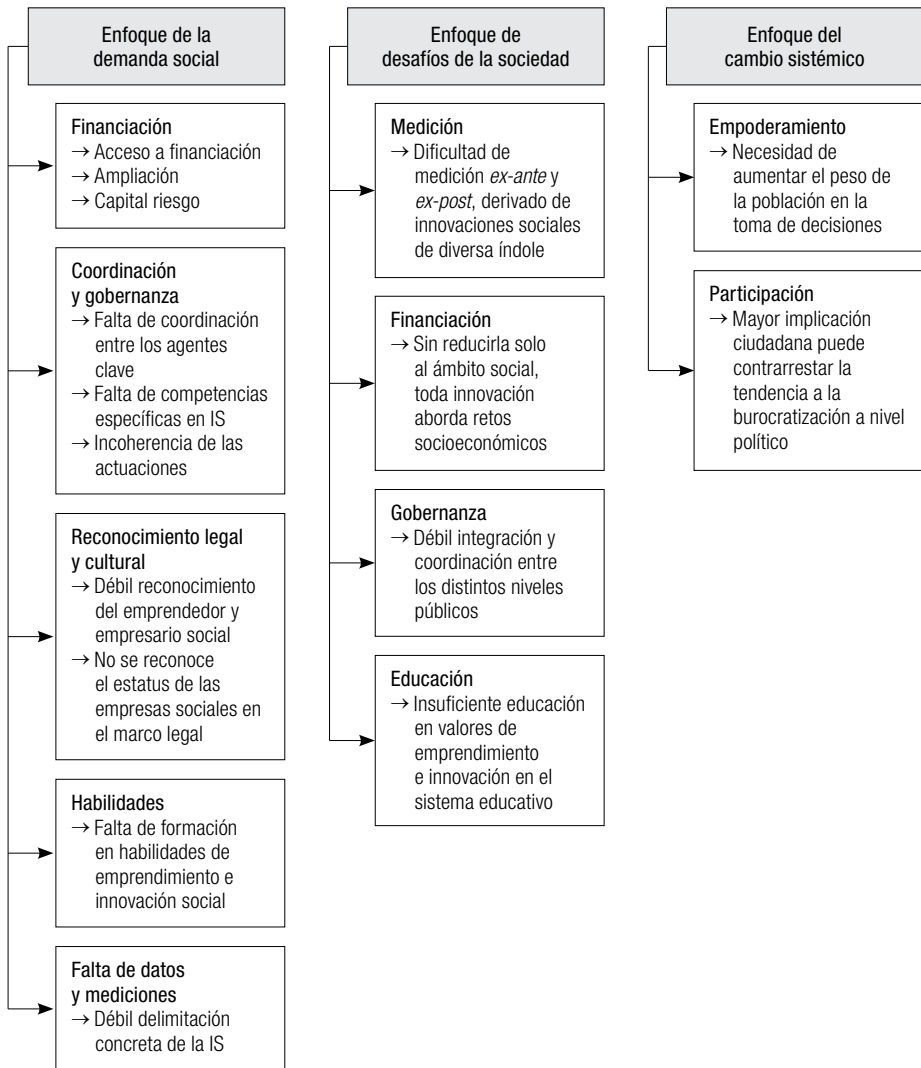 Enfoque de la
demanda social
Financiación
→ Acceso a financiación
→ Ampliación
→ Capital riesgo
Coordinación
y gobernanza
→ Falta de coordinación
entre los agentes
clave
→ Falta de competencias
específicas en IS
→ Incoherencia de las
actuaciones
Reconocimiento legal
y cultural
→ Débil reconocimiento
del emprendedor y
empresario social
→ No se reconoce
el estatus de las
empresas sociales en
el marco legal
Habilidades
→ Falta de formación
en habilidades de
emprendimiento e
innovación social
Falta de datos
y mediciones
→ Débil delimitación
concreta de la IS
Enfoque de
desafíos de la sociedad
Medición
→ Dificultad de
medición ex-ante y
ex-post, derivado de
innovaciones sociales
de diversa índole
Financiación
→ Sin reducirla solo
al ámbito social,
toda innovación
aborda retos
socioeconómicos
Gobernanza
→ Débil integración y
coordinación entre
los distintos niveles
públicos
Educación
→ Insuficiente educación
en valores de
emprendimiento
e innovación en el
sistema educativo
Enfoque del
cambio sistémico
Empoderamiento
→ Necesidad de
aumentar el peso de
la población en la
toma de decisiones
Participación
→ Mayor implicación
ciudadana puede
contrarrestar la
tendencia a la
burocratización a nivel
político